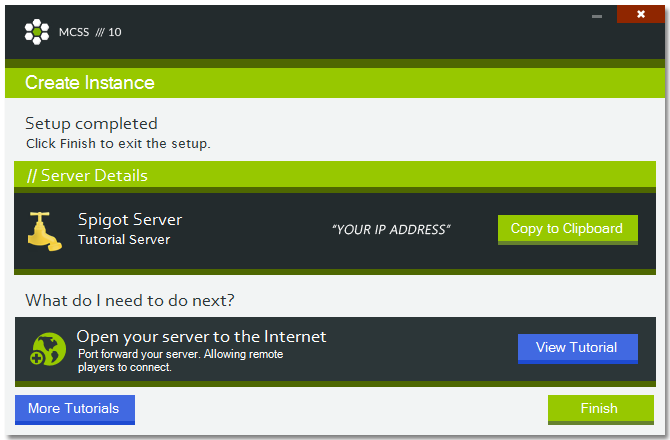 MCSS /// 10
Create Instance
Setup completed
Click Finish to exit the setup.
// Server Details
Spigot Server
Tutorial Server
“YOUR IP ADDRESS”
Copy to Clipboard
What do I need to do next?
Open your server to the Internet
Port forward your server. Allowing remote
players to connect.
View Tutorial
More Tutorials
Finish